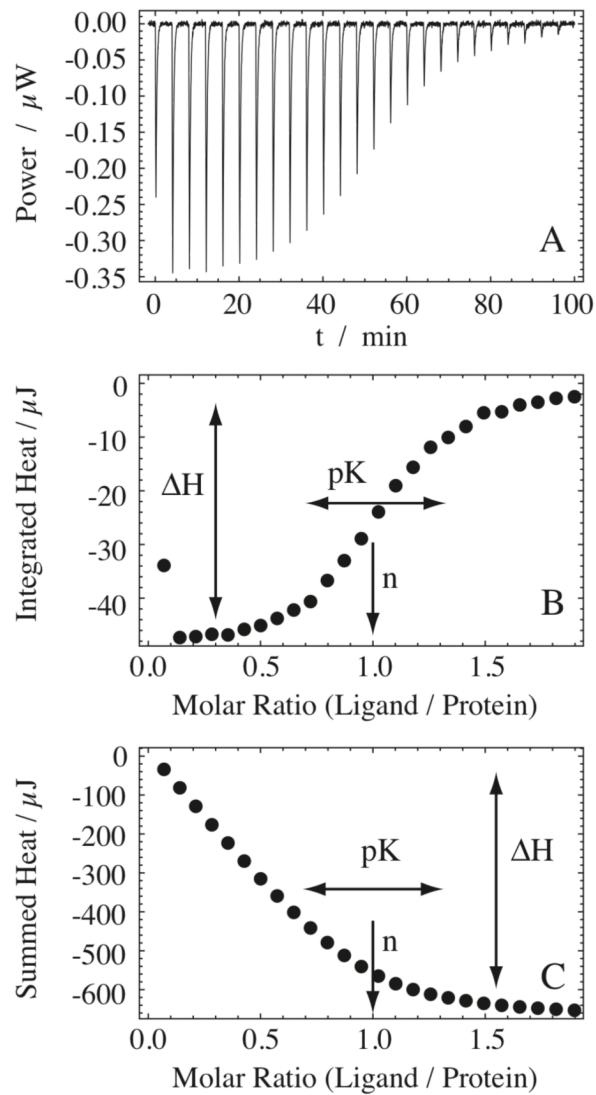 0.00
-0.05
-0.10
-0.15
-0.20
-0.25
-0.30
-0.35
Power / μW
A
0 20 40 60 80 100
t / min
0
-10
-20
-30
-40
Integrated Heat / μJ
ΔH
pK
n
B
0.0 0.5 1.0 1.5
Molar Ratio (Ligand / Protein)
0
-100
-200
-300
-400
-500
-600
Summed Heat / μJ
pK
ΔH
n
C
0.0 0.5 1.0 1.5
Molar Ratio (Ligand / Protein)